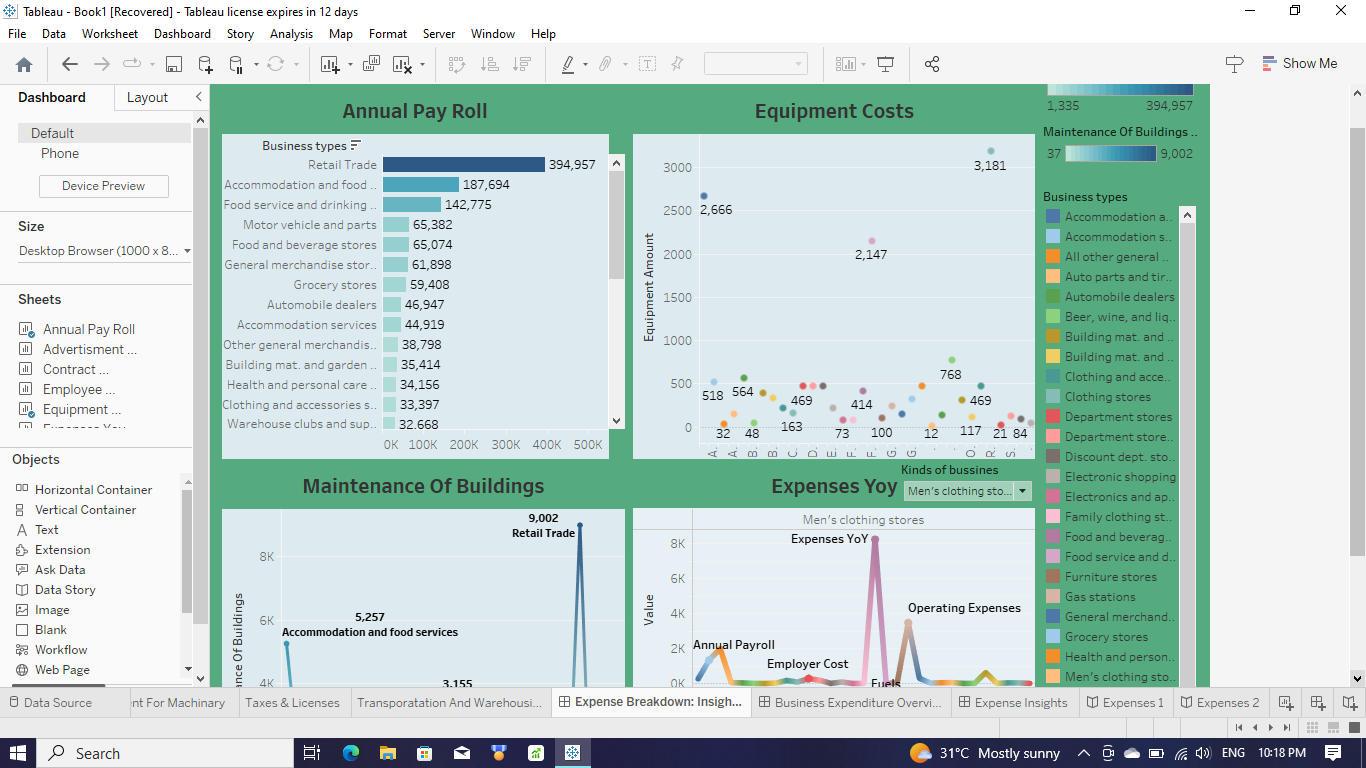 Tableau - Book1 [Recovered] - Tableau license expires in 12 days
File Data Worksheet Dashboard Story Analysis Map Format Server Window Help
Show Me
Dashboard Layout
Default
Phone
Device Preview
Size
Desktop Browser (1000 x 8...
Sheets
Annual Pay Roll
Advertisment ...
Contract ...
Employee ...
Equipment ...
Objects
Horizontal Container
Vertical Container
Text
Extension
Ask Data
Data Story
Image
Blank
Workflow
Web Page
Annual Pay Roll
Business types
Retail Trade 394,957
Accommodation and food .. 187,694
Food service and drinking .. 142,775
Motor vehicle and parts 65,382
Food and beverage stores 65,074
General merchandise stor.. 61,898
Grocery stores 59,408
Automobile dealers 46,947
Accommodation services 44,919
Other general merchandis.. 38,798
Building mat. and garden .. 35,414
Health and personal care .. 34,156
Clothing and accessories s.. 33,397
Warehouse clubs and sup.. 32,668
0K 100K 200K 300K 400K 500K
Equipment Costs
Equipment Amount
3000
2500
2000
1500
1000
500
0
3,181
2,666
2,147
768
518 564 469 414 469
32 48 163 73 100 12 117 21 84
A. A. B. B. C. D. E. F. F. G. G. O. R. S.
1,335 394,957
Maintenance Of Buildings ..
37 9,002
Business types
Accommodation a..
Accommodation s..
All other general ..
Auto parts and tir..
Automobile dealers
Beer, wine, and liq..
Building mat. and ..
Building mat. and ..
Clothing and acce..
Clothing stores
Department stores
Department store..
Discount dept. sto..
Electronic shopping
Electronics and ap..
Family clothing st..
Food and beverag..
Food service and d..
Furniture stores
Gas stations
General merchand..
Grocery stores
Health and person..
Men's clothing sto..
Maintenance Of Buildings
8K
6K
4K
9,002
Retail Trade
5,257
Accommodation and food services
3,155
Expenses Yoy
Kinds of bussines
Men's clothing sto...
Men's clothing stores
Value
8K
6K
4K
2K
0K
Expenses YoY
Operating Expenses
Annual Payroll
Employer Cost
Fuels
Data Source
nt For Machinary
Taxes & Licenses
Transporatation And Warehousi...
Expense Breakdown: Insigh...
Business Expenditure Overvi...
Expense Insights
Expenses 1
Expenses 2
Search
31°C Mostly sunny
ENG 10:18 PM